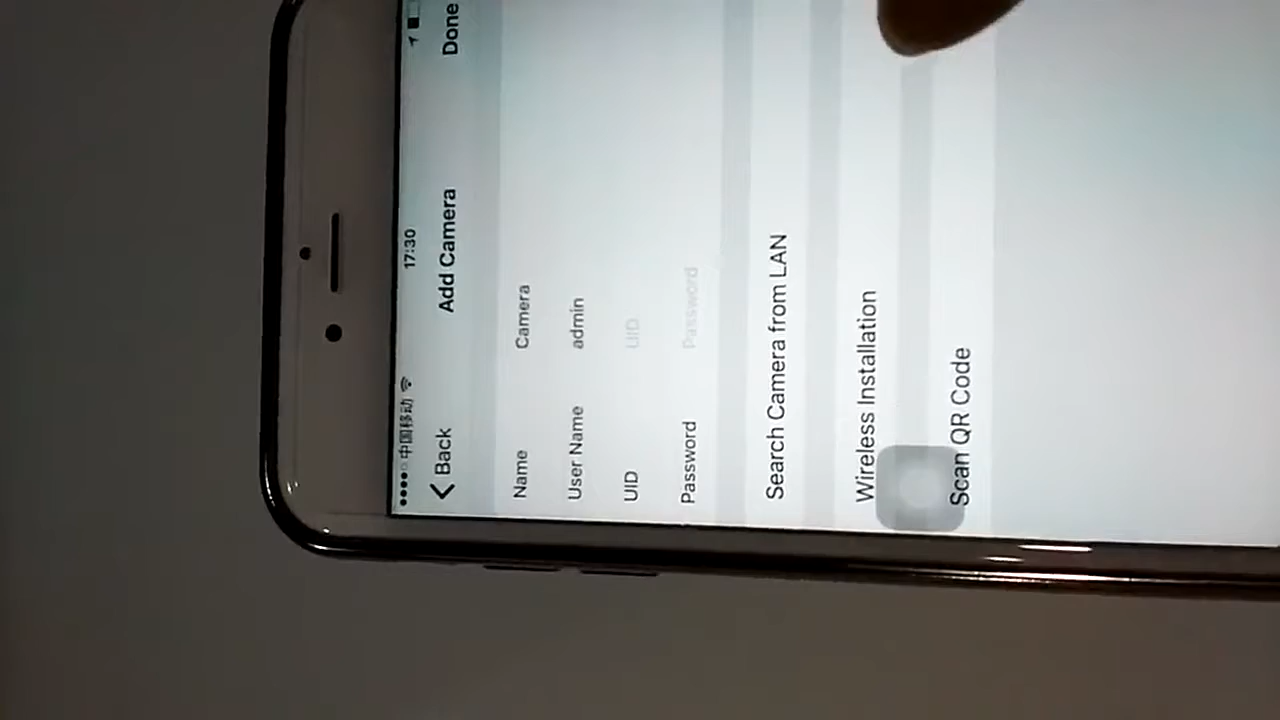 ●●●●○ 中国移动 17:30
Back Add Camera Done
Name Camera
User Name admin
UID UID
Password Password
Search Camera from LAN
Wireless Installation
Scan QR Code